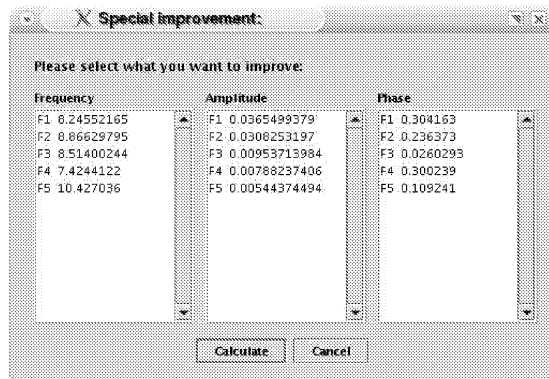 Special improvement:
Please select what you want to improve:
Frequency
F1 8.24552165
F2 8.86629795
F3 8.51400244
F4 7.4244122
F5 10.427036
Amplitude
F1 0.0365499379
F2 0.0308253197
F3 0.00953713984
F4 0.00788237406
F5 0.00544374494
Phase
F1 0.304163
F2 0.236373
F3 0.0260293
F4 0.300239
F5 0.109241
Calculate
Cancel